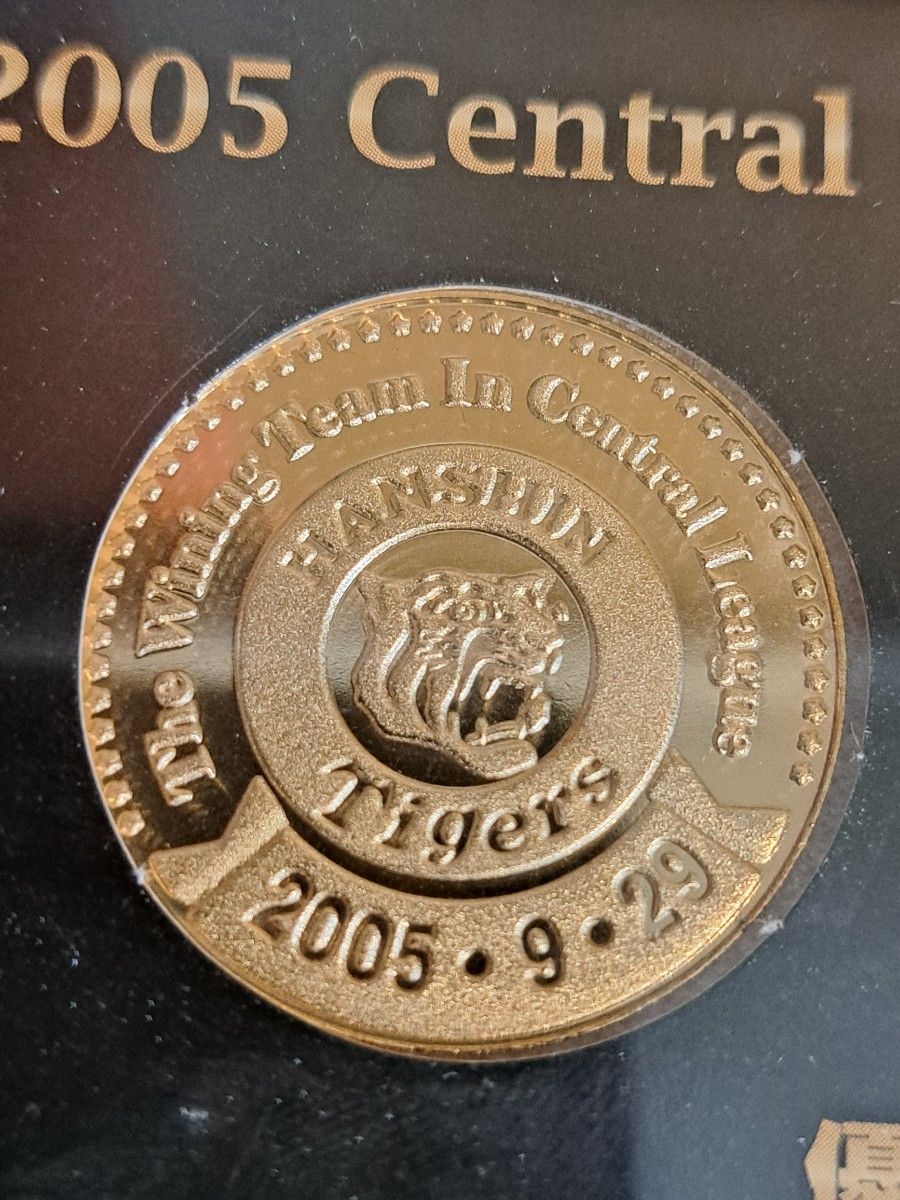 2005 Central
The Wining Team In Central League
HANSHIN
Tigers
2005・9・29